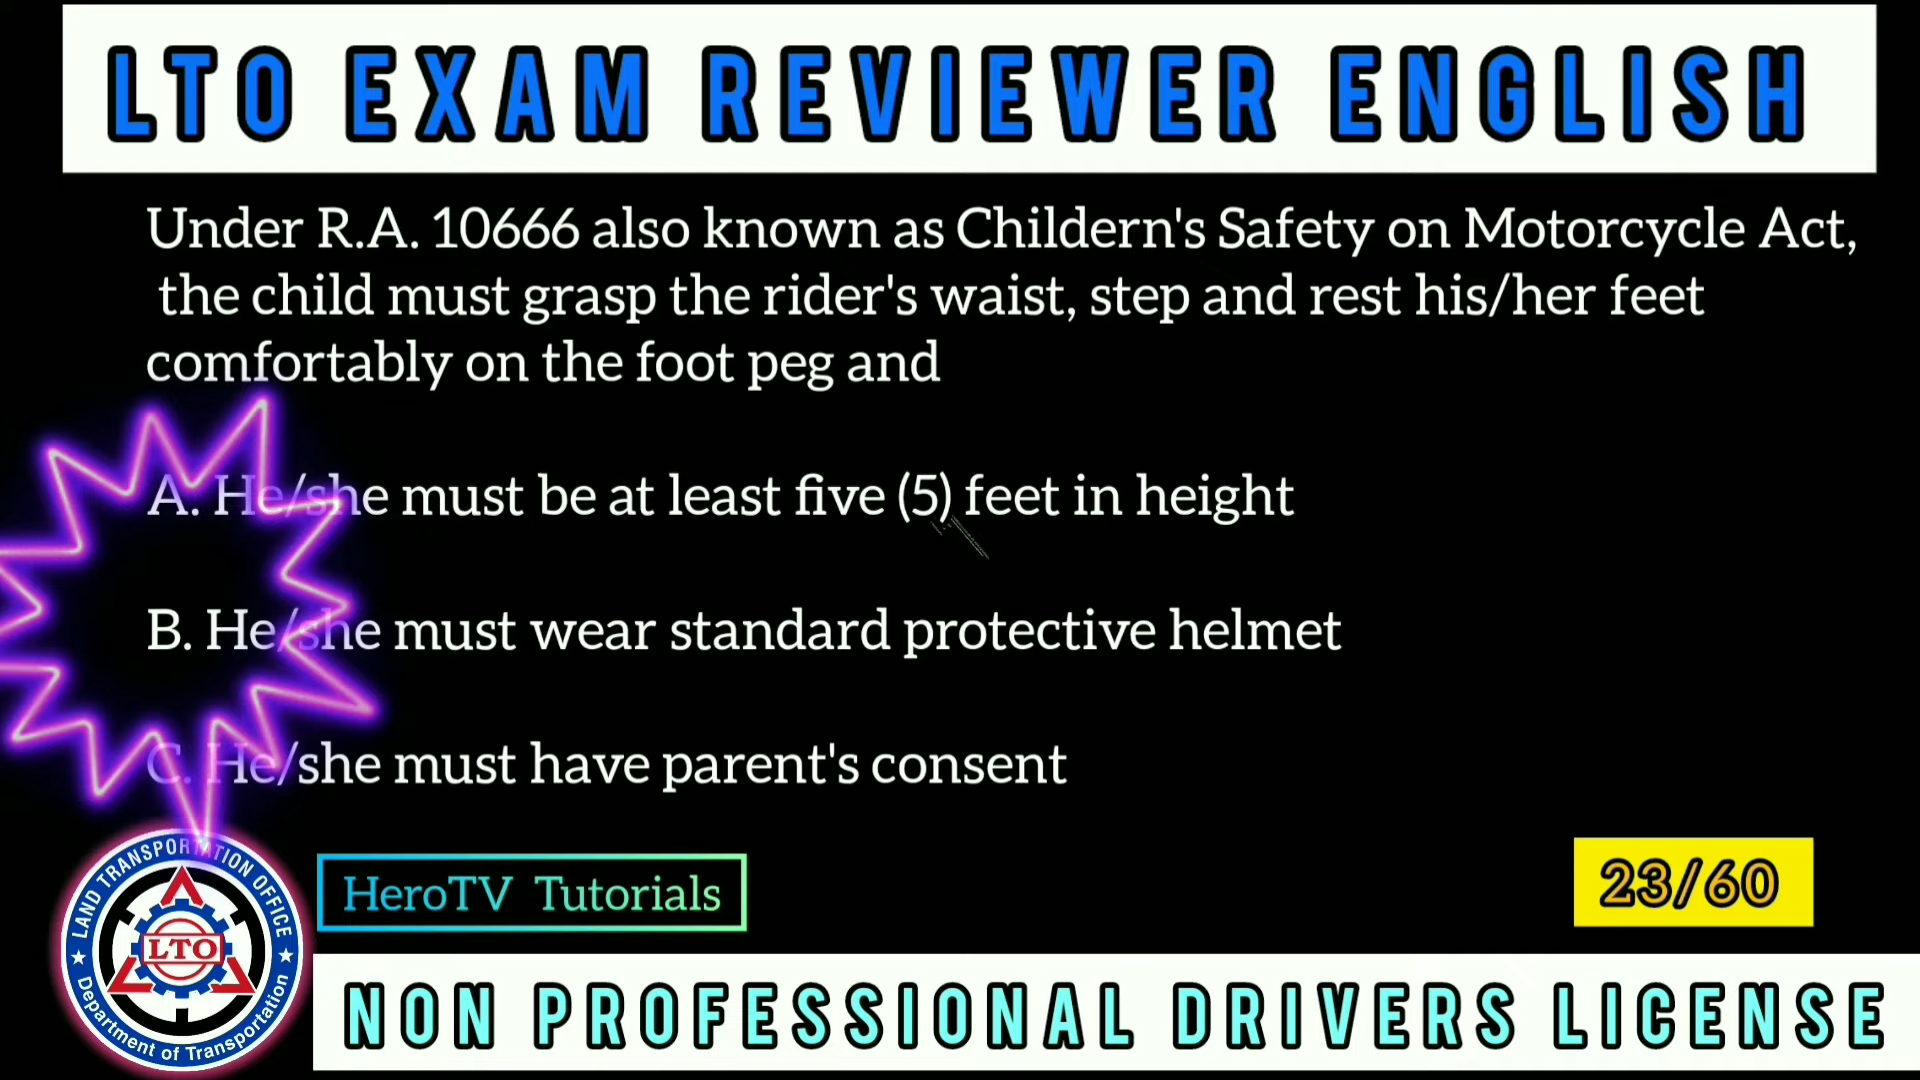 LTO EXAM REVIEWER ENGLISH
Under R.A. 10666 also known as Childern's Safety on Motorcycle Act,
the child must grasp the rider's waist, step and rest his/her feet
comfortably on the foot peg and
A. He/she must be at least five (5) feet in height
B. He/she must wear standard protective helmet
C. He/she must have parent's consent
LAND TRANSPORTATION OFFICE
LTO
Department of Transportation
HeroTV Tutorials
23/60
NON PROFESSIONAL DRIVERS LICENSE